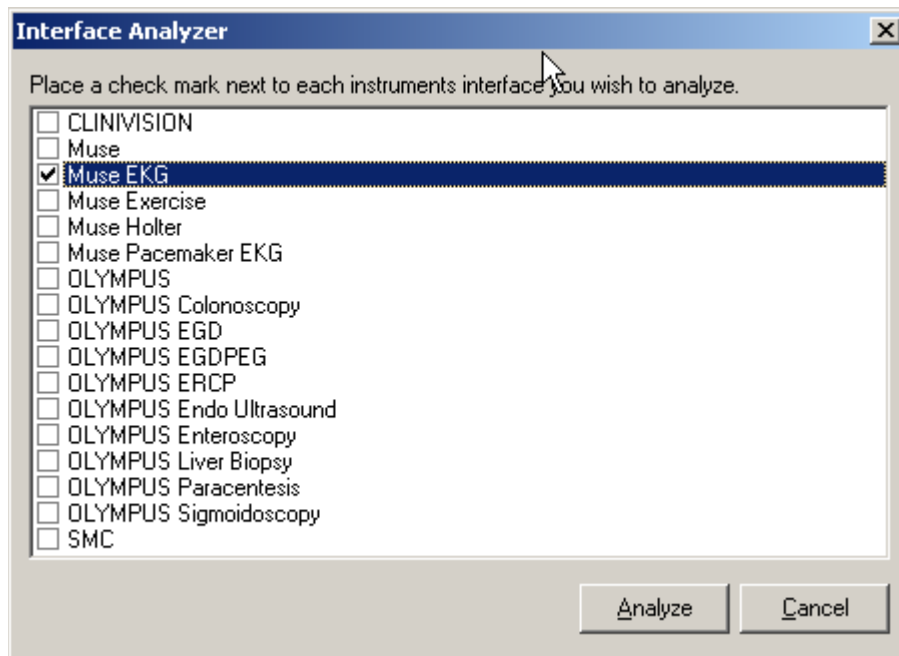 Interface Analyzer
Place a check mark next to each instruments interface you wish to analyze.
CLINIVISION
Muse
Muse EKG
Muse Exercise
Muse Holter
Muse Pacemaker EKG
OLYMPUS
OLYMPUS Colonoscopy
OLYMPUS EGD
OLYMPUS EGDPEG
OLYMPUS ERCP
OLYMPUS Endo Ultrasound
OLYMPUS Enteroscopy
OLYMPUS Liver Biopsy
OLYMPUS Paracentesis
OLYMPUS Sigmoidoscopy
SMC
Analyze Cancel